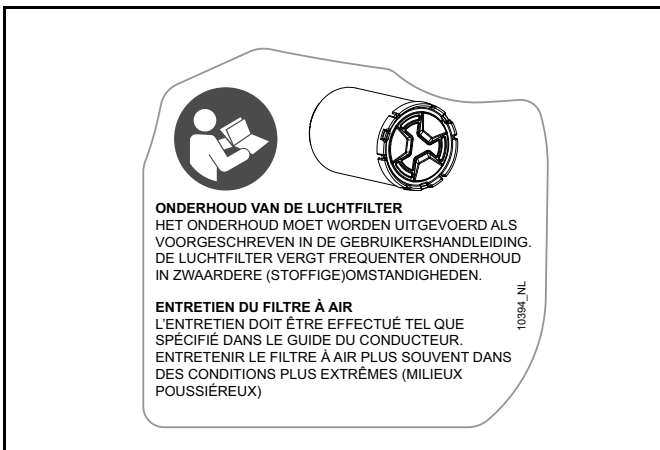 ONDERHOUD VAN DE LUCHTFILTER
HET ONDERHOUD MOET WORDEN UITGEVOERD ALS
VOORGESCHREVEN IN DE GEBRUIKERSHANDLEIDING.
DE LUCHTFILTER VERGT FREQUENTER ONDERHOUD
IN ZWAARDERE (STOFFIGE)OMSTANDIGHEDEN.
ENTRETIEN DU FILTRE À AIR
L'ENTRETIEN DOIT ÊTRE EFFECTUÉ TEL QUE
SPÉCIFIÉ DANS LE GUIDE DU CONDUCTEUR.
ENTRETENIR LE FILTRE À AIR PLUS SOUVENT DANS
DES CONDITIONS PLUS EXTRÊMES (MILIEUX
POUSSIÉREUX)
10394_NL